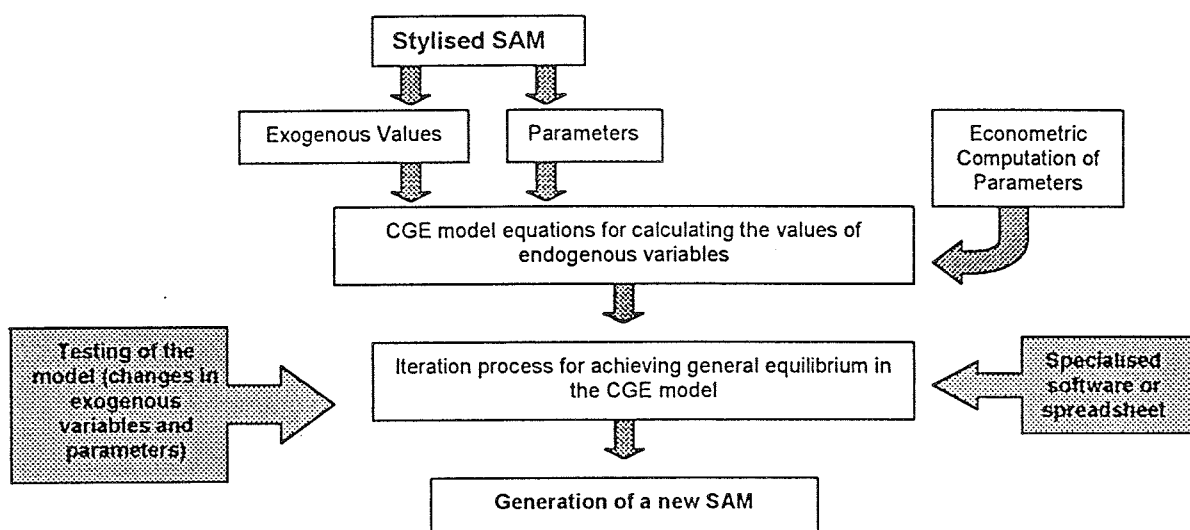 Stylised SAM
Exogenous Values
Parameters
Econometric
Computation of
Parameters
CGE model equations for calculating the values of
endogenous variables
Testing of the
model (changes in
exogenous
variables and
parameters)
Iteration process for achieving general equilibrium in
the CGE model
Specialised
software or
spreadsheet
Generation of a new SAM